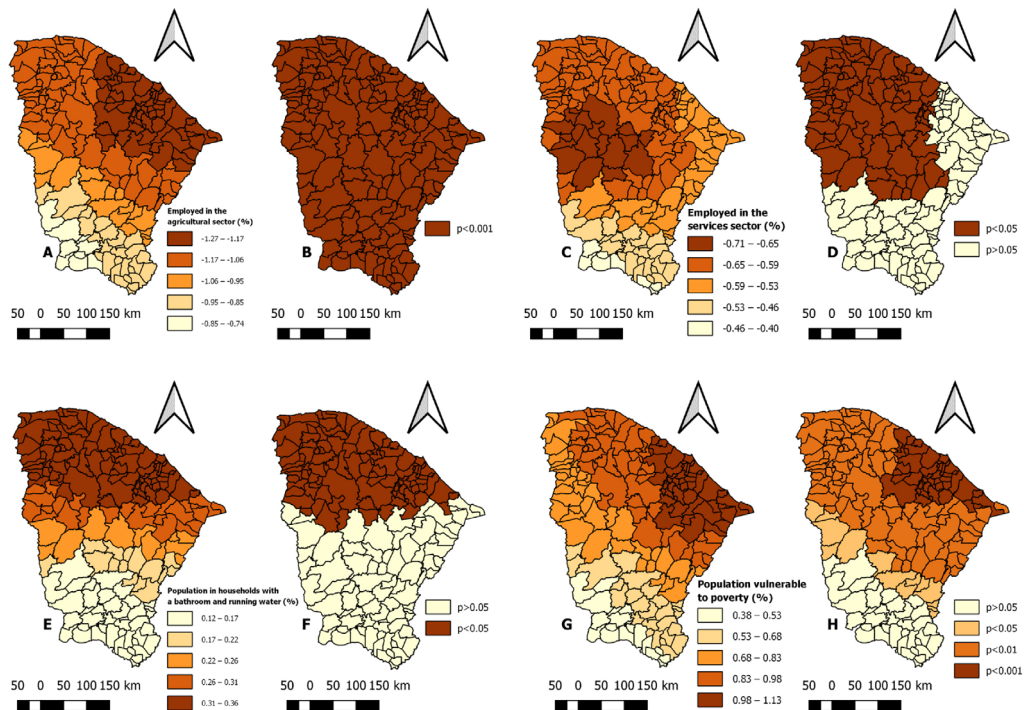 Employed in the
agricultural sector (%)
-1.27 – -1.17
-1.17 – -1.06
-1.06 – -0.95
-0.95 – -0.85
-0.85 – -0.74
A
50 0 50 100 150 km
p<0.001
B
50 0 50 100 150 km
Employed in the
services sector (%)
-0.71 – -0.65
-0.65 – -0.59
-0.59 – -0.53
-0.53 – -0.46
-0.46 – -0.40
C
50 0 50 100 150 km
p<0.05
p>0.05
D
50 0 50 100 150 km
Population in households with
a bathroom and running water (%)
0.12 – 0.17
0.17 – 0.22
0.22 – 0.26
0.26 – 0.31
0.31 – 0.36
E
50 0 50 100 150 km
p>0.05
p<0.05
F
50 0 50 100 150 km
Population vulnerable
to poverty (%)
0.38 – 0.53
0.53 – 0.68
0.68 – 0.83
0.83 – 0.98
0.98 – 1.13
G
50 0 50 100 150 km
p>0.05
p<0.05
p<0.01
p<0.001
H
50 0 50 100 150 km